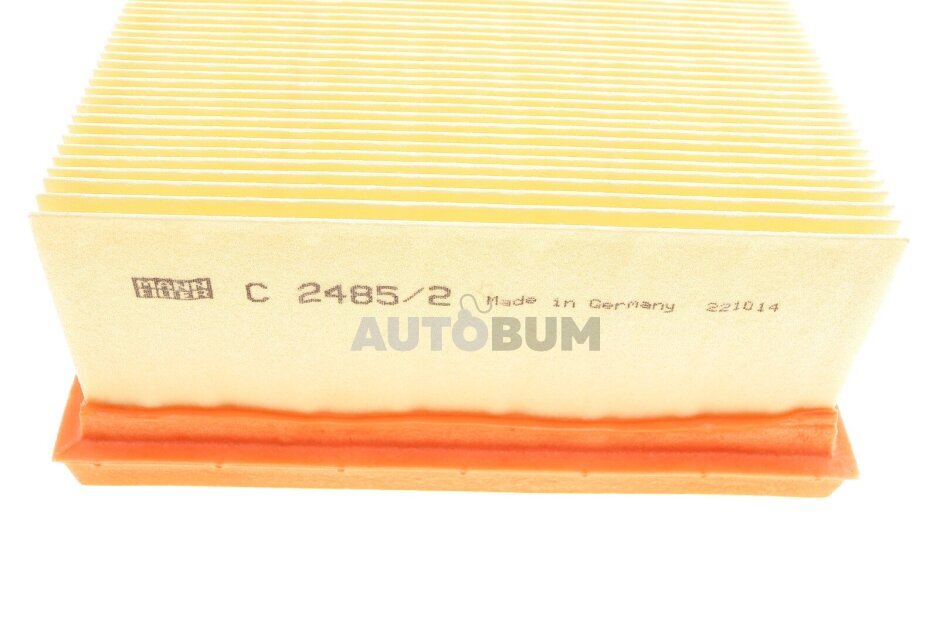 MANN FILTER C 2485/2 Made in Germany 221014
AUTOBUM